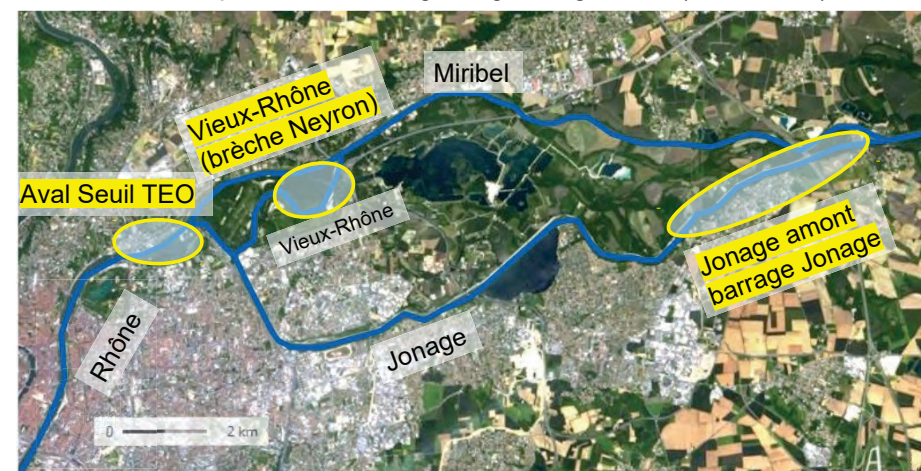 Miribel
Vieux-Rhône
(brèche Neyron)
Aval Seuil TEO
Vieux-Rhône
Jonage amont
barrage Jonage
Rhône
Jonage
0 2 km